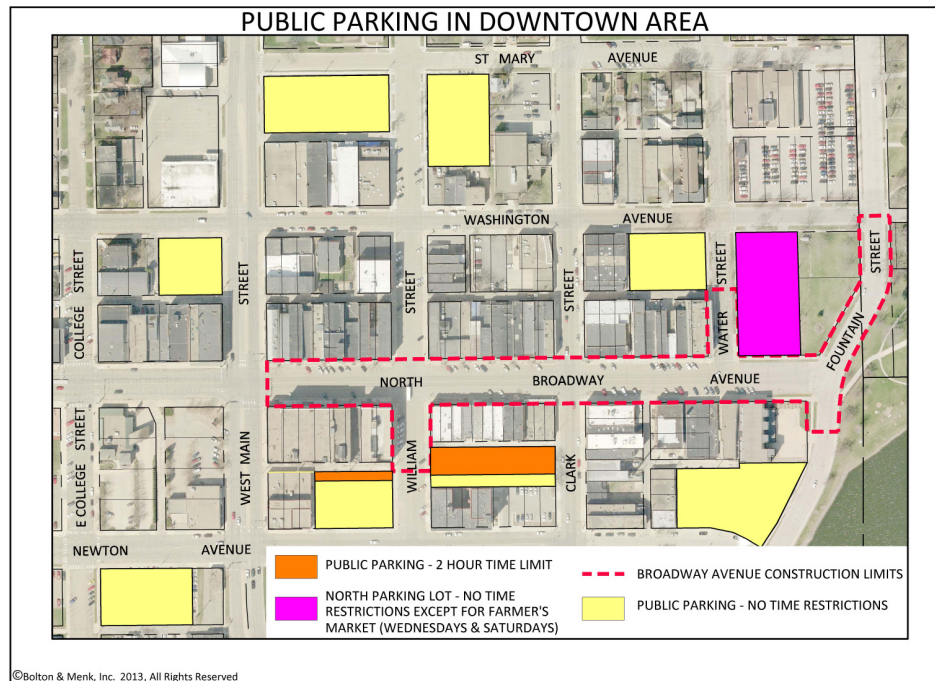 PUBLIC PARKING IN DOWNTOWN AREA
ST MARY AVENUE
WASHINGTON AVENUE
COLLEGE STREET
STREET
STREET
STREET
WATER
FOUNTAIN STREET
NORTH BROADWAY AVENUE
E COLLEGE STREET
WEST MAIN
WILLIAM
CLARK
NEWTON AVENUE
PUBLIC PARKING - 2 HOUR TIME LIMIT
NORTH PARKING LOT - NO TIME
RESTRICTIONS EXCEPT FOR FARMER'S
MARKET (WEDNESDAYS & SATURDAYS)
BROADWAY AVENUE CONSTRUCTION LIMITS
PUBLIC PARKING - NO TIME RESTRICTIONS
©Bolton & Menk, Inc. 2013, All Rights Reserved